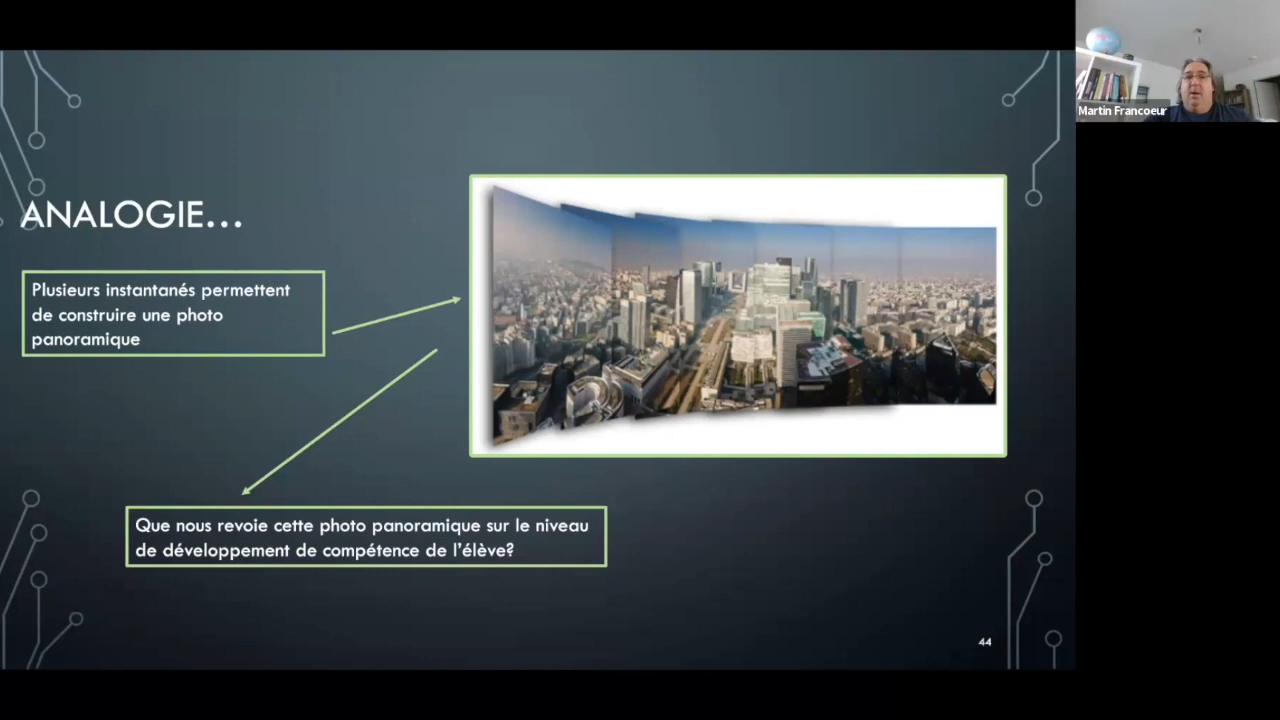 ANALOGIE...
Plusieurs instantanés permettent
de construire une photo
panoramique
Que nous revoie cette photo panoramique sur le niveau
de développement de compétence de l'élève?
44
Martin Francoeur